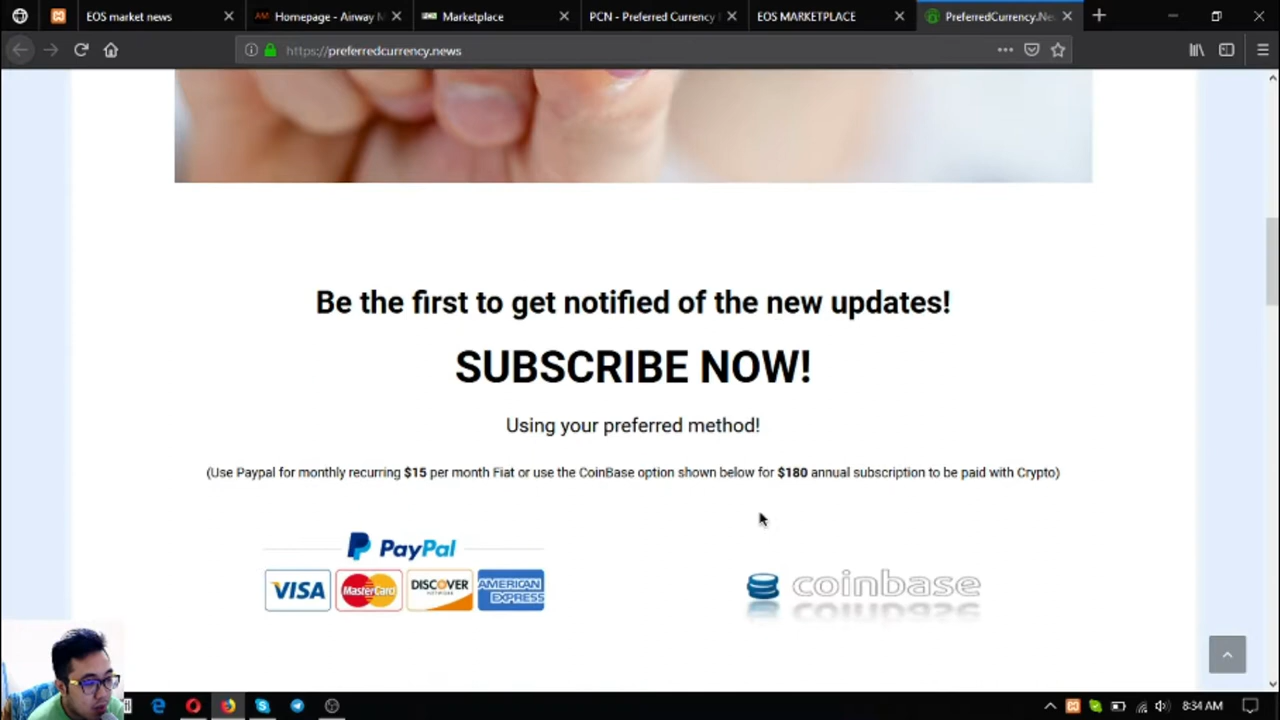 EOS market news
Homepage - Airway M
Marketplace
PCN - Preferred Currency
EOS MARKETPLACE
PreferredCurrency.Ne
https://preferredcurrency.news
Be the first to get notified of the new updates!
SUBSCRIBE NOW!
Using your preferred method!
(Use Paypal for monthly recurring $15 per month Fiat or use the CoinBase option shown below for $180 annual subscription to be paid with Crypto)
PayPal
VISA MasterCard DISCOVER NETWORK AMERICAN EXPRESS
coinbase
8:34 AM